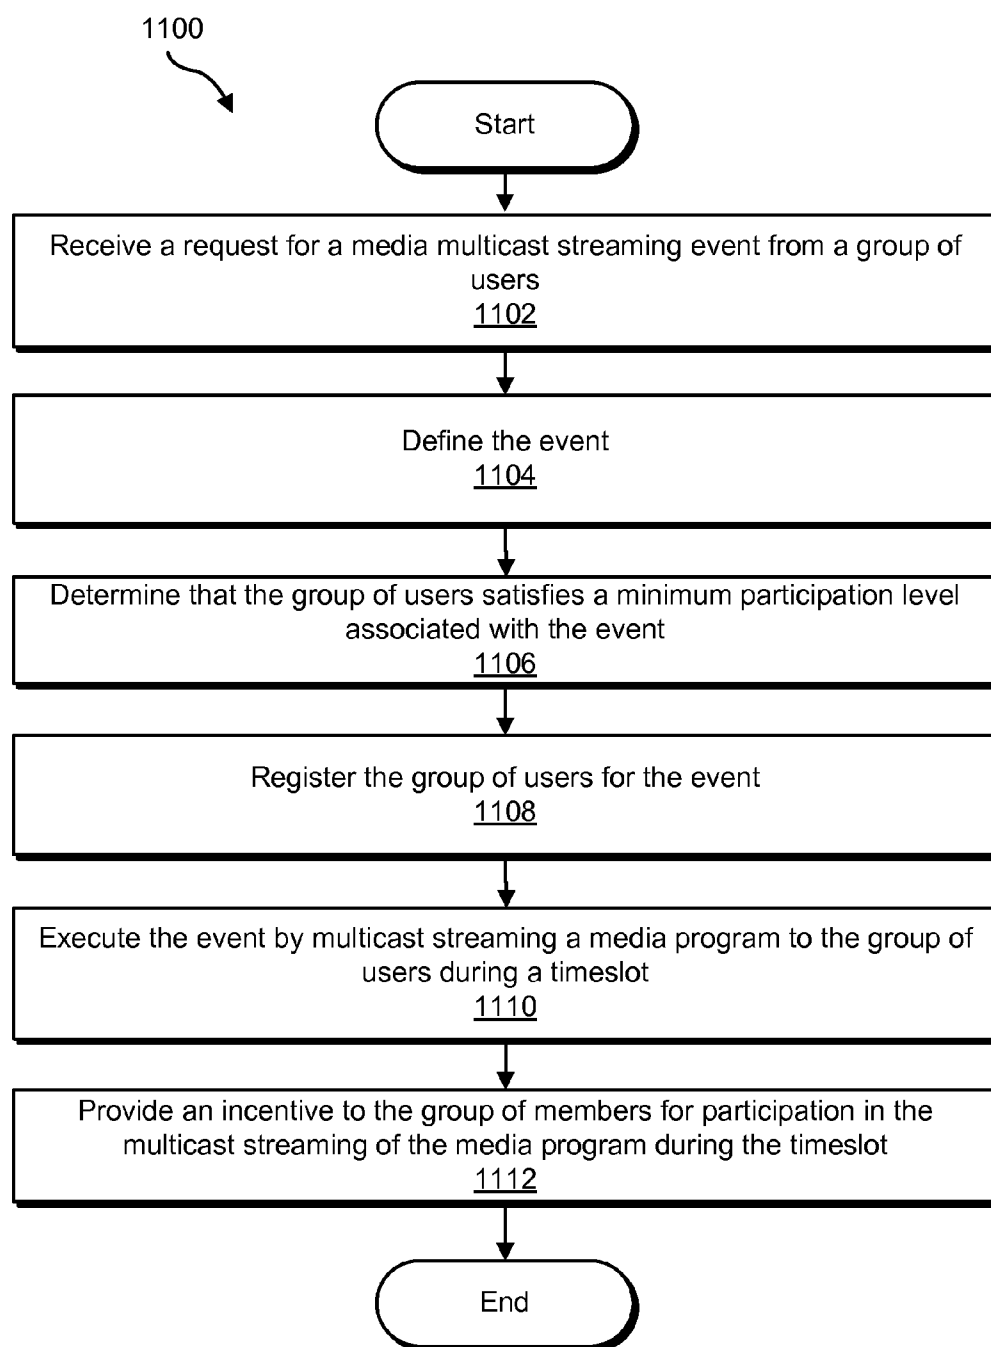 1100
Start
Receive a request for a media multicast streaming event from a group of
users
1102
Define the event
1104
Determine that the group of users satisfies a minimum participation level
associated with the event
1106
Register the group of users for the event
1108
Execute the event by multicast streaming a media program to the group of
users during a timeslot
1110
Provide an incentive to the group of members for participation in the
multicast streaming of the media program during the timeslot
1112
End